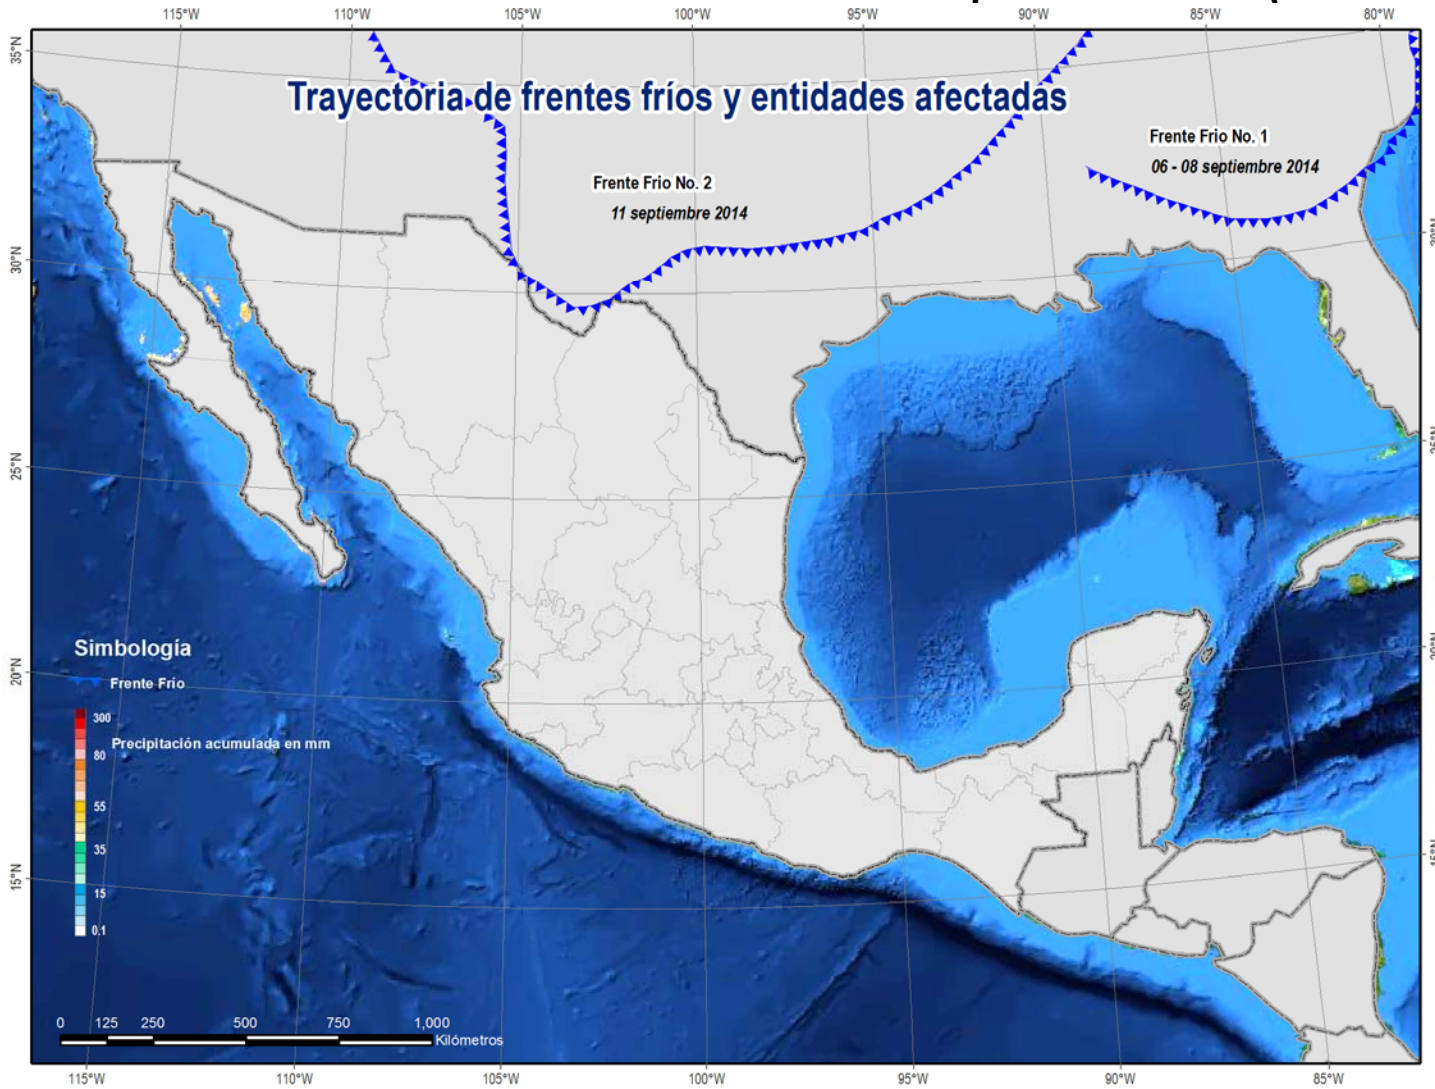 115°W 110°W 105°W 100°W 95°W 90°W 85°W 80°W
35°N
Trayectoria de frentes fríos y entidades afectadas
Frente Frio No. 1
06 - 08 septiembre 2014
Frente Frio No. 2
11 septiembre 2014
30°N
25°N
20°N
15°N
Simbología
Frente Frío
300
Precipitación acumulada en mm
80
55
35
15
0.1
0 125 250 500 750 1,000
Kilómetros
115°W 110°W 105°W 100°W 95°W 90°W 85°W